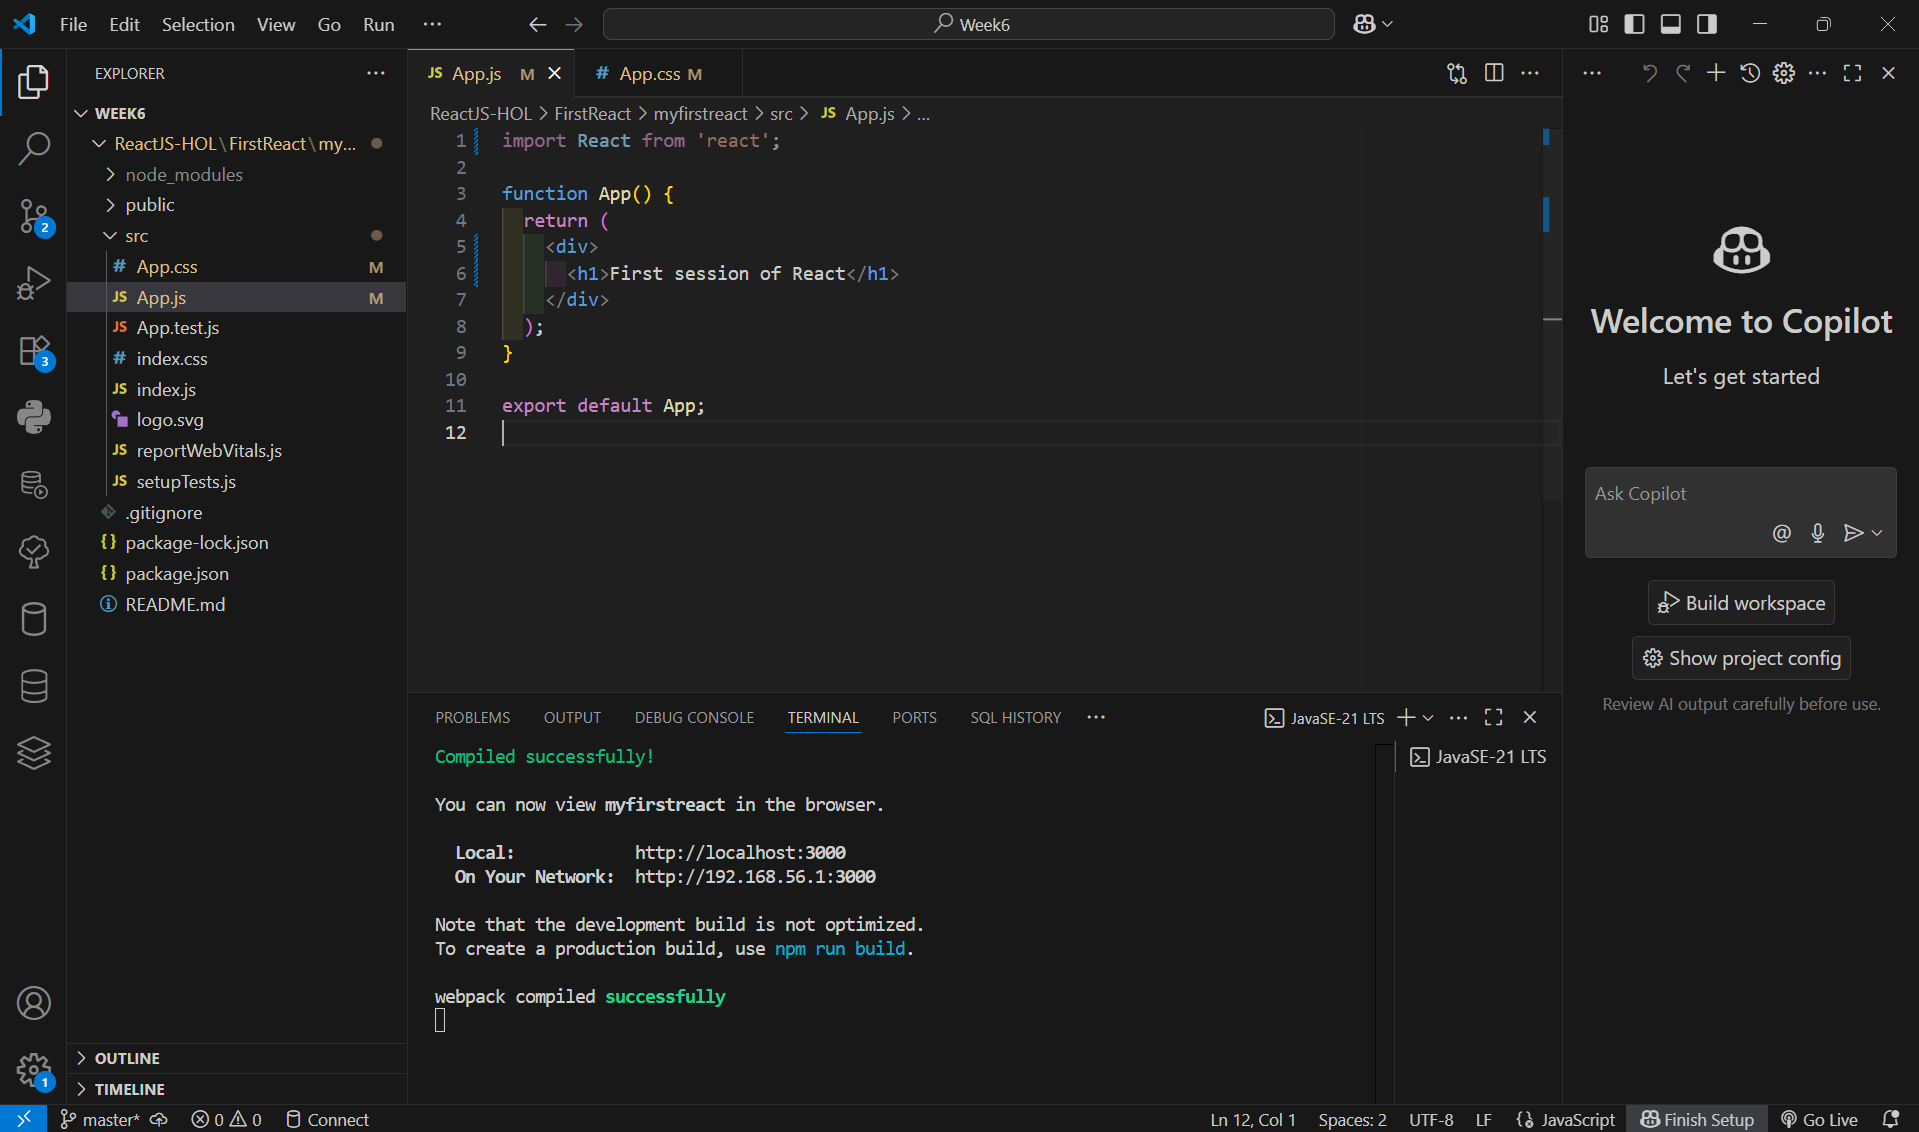 File Edit Selection View Go Run ... Week6
EXPLORER
WEEK6
ReactJS-HOL\FirstReact\my...
node_modules
public
src
App.css M
App.js M
App.test.js
index.css
index.js
logo.svg
reportWebVitals.js
setupTests.js
.gitignore
package-lock.json
package.json
README.md
OUTLINE
TIMELINE
2
3
1
App.js M App.css M
ReactJS-HOL > FirstReact > myfirstreact > src > JS App.js > ...
1 import React from 'react';
2
3 function App() {
4 return (
5 <div>
6 <h1>First session of React</h1>
7 </div>
8 );
9 }
10
11 export default App;
12
PROBLEMS OUTPUT DEBUG CONSOLE TERMINAL PORTS SQL HISTORY ... JavaSE-21 LTS
Compiled successfully!
You can now view myfirstreact in the browser.
Local: http://localhost:3000
On Your Network: http://192.168.56.1:3000
Note that the development build is not optimized.
To create a production build, use npm run build.
webpack compiled successfully
JavaSE-21 LTS
Welcome to Copilot
Let's get started
Ask Copilot
Build workspace
Show project config
Review AI output carefully before use.
master* 0 0 Connect Ln 12, Col 1 Spaces: 2 UTF-8 LF {} JavaScript Finish Setup Go Live